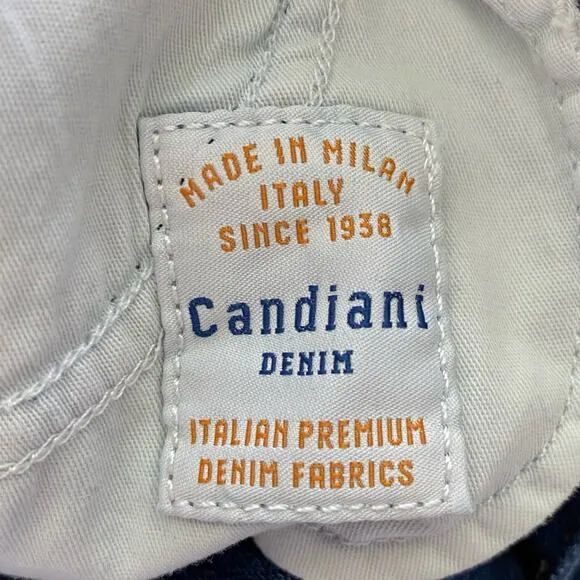 MADE IN MILAN
ITALY
SINCE 1938
Candiani
DENIM
ITALIAN PREMIUM
DENIM FABRICS